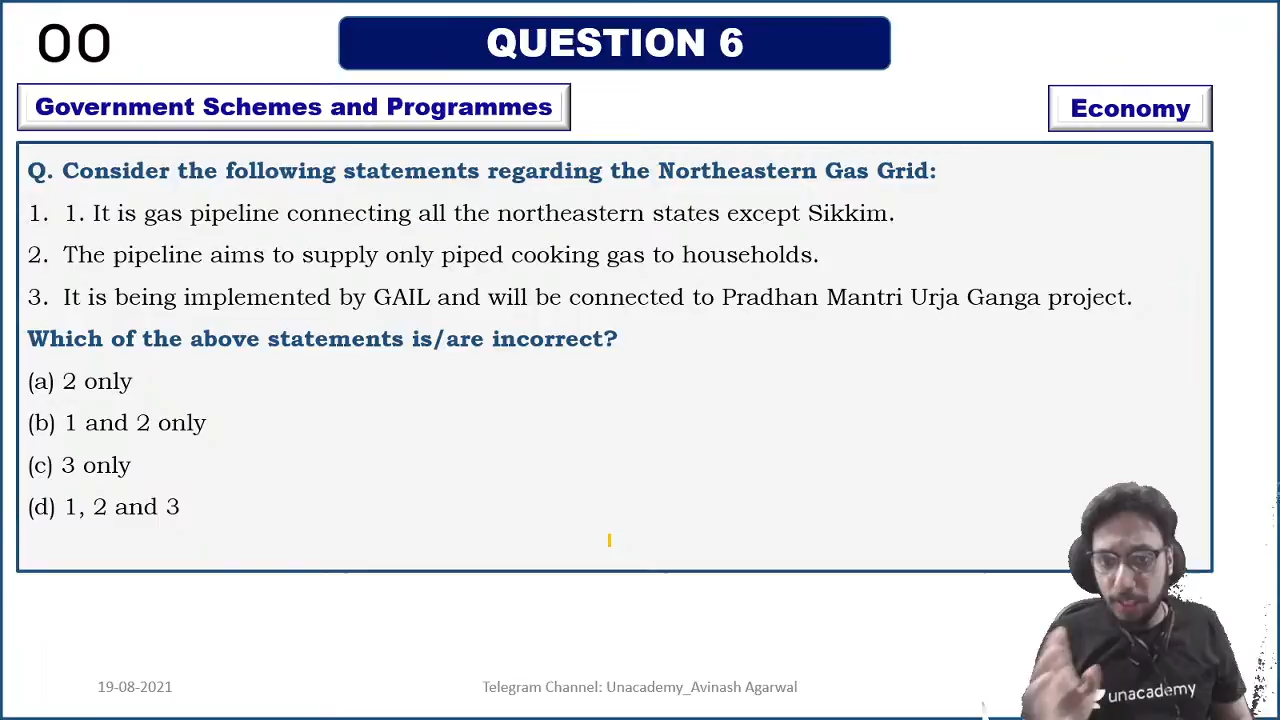 00
QUESTION 6
Government Schemes and Programmes
Economy
Q. Consider the following statements regarding the Northeastern Gas Grid:
1. 1. It is gas pipeline connecting all the northeastern states except Sikkim.
2. The pipeline aims to supply only piped cooking gas to households.
3. It is being implemented by GAIL and will be connected to Pradhan Mantri Urja Ganga project.
Which of the above statements is/are incorrect?
(a) 2 only
(b) 1 and 2 only
(c) 3 only
(d) 1, 2 and 3
19-08-2021
Telegram Channel: Unacademy_Avinash Agarwal
unacademy